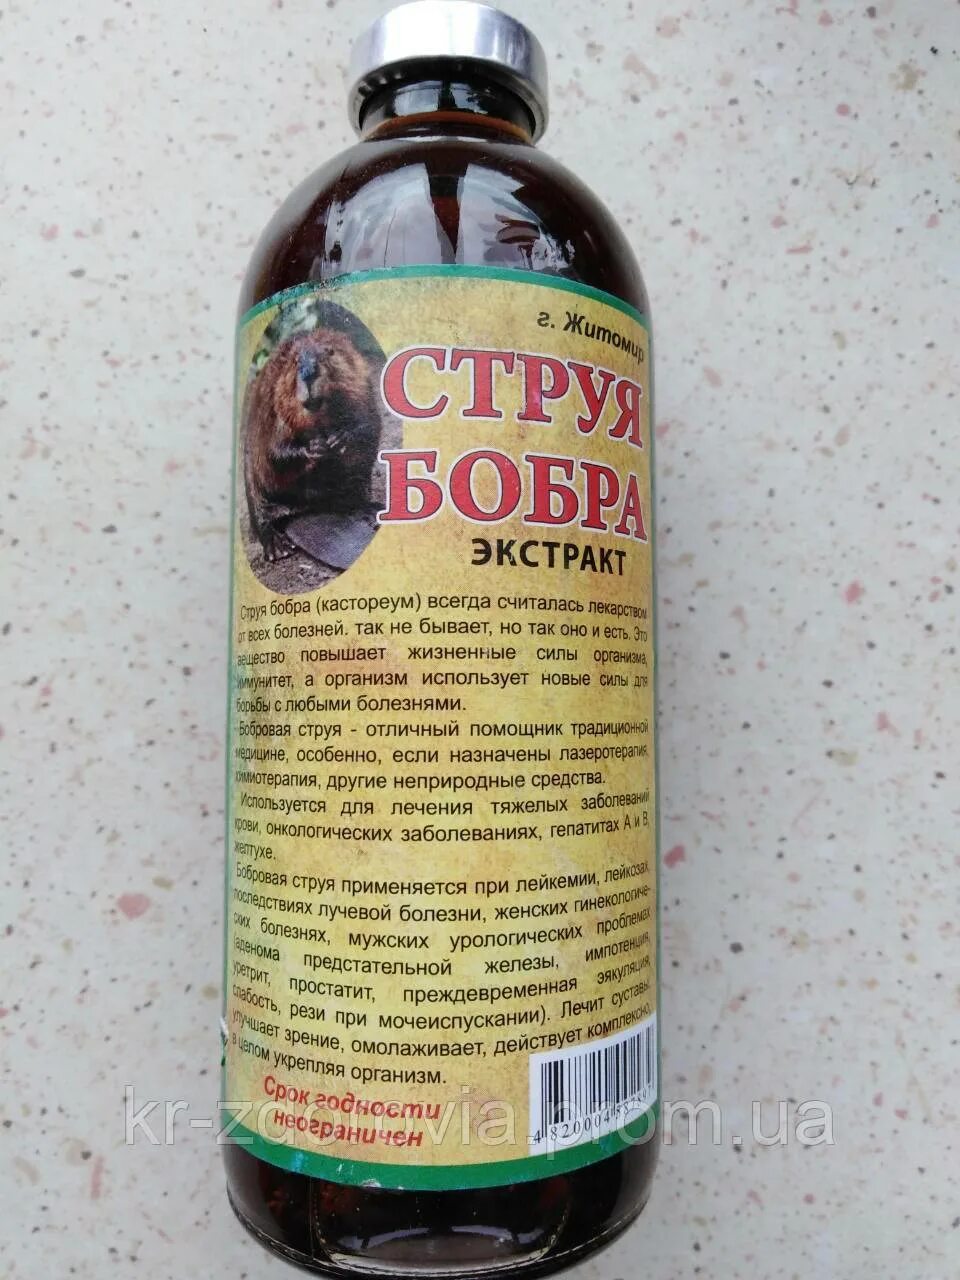 г. Житомир
СТРУЯ
БОБРА
ЭКСТРАКТ
Струя бобра (кастореум) всегда считалась лекарством
от всех болезней. так не бывает, но так оно и есть. Это
вещество повышает жизненные силы организма,
иммунитет, а организм использует новые силы для
борьбы с любыми болезнями.
Бобровая струя - отличный помощник традиционной
медицине, особенно, если назначены лазеротерапия,
химиотерапия, другие неприродные средства.
Используется для лечения тяжелых заболеваний
крови, онкологических заболеваниях, гепатитах А и В,
желтухе.
Бобровая струя применяется при лейкемии, лейкозах,
последствиях лучевой болезни, женских гинекологиче-
ских болезнях, мужских урологических проблемах
(аденома предстательной железы, импотенция,
уретрит, простатит, преждевременная эякуляция,
слабость, рези при мочеиспускании). Лечит суставы,
улучшает зрение, омолаживает, действует комплексно,
в целом укрепляя организм.
Срок годности
неограничен
kr-zdorovia.prom.ua